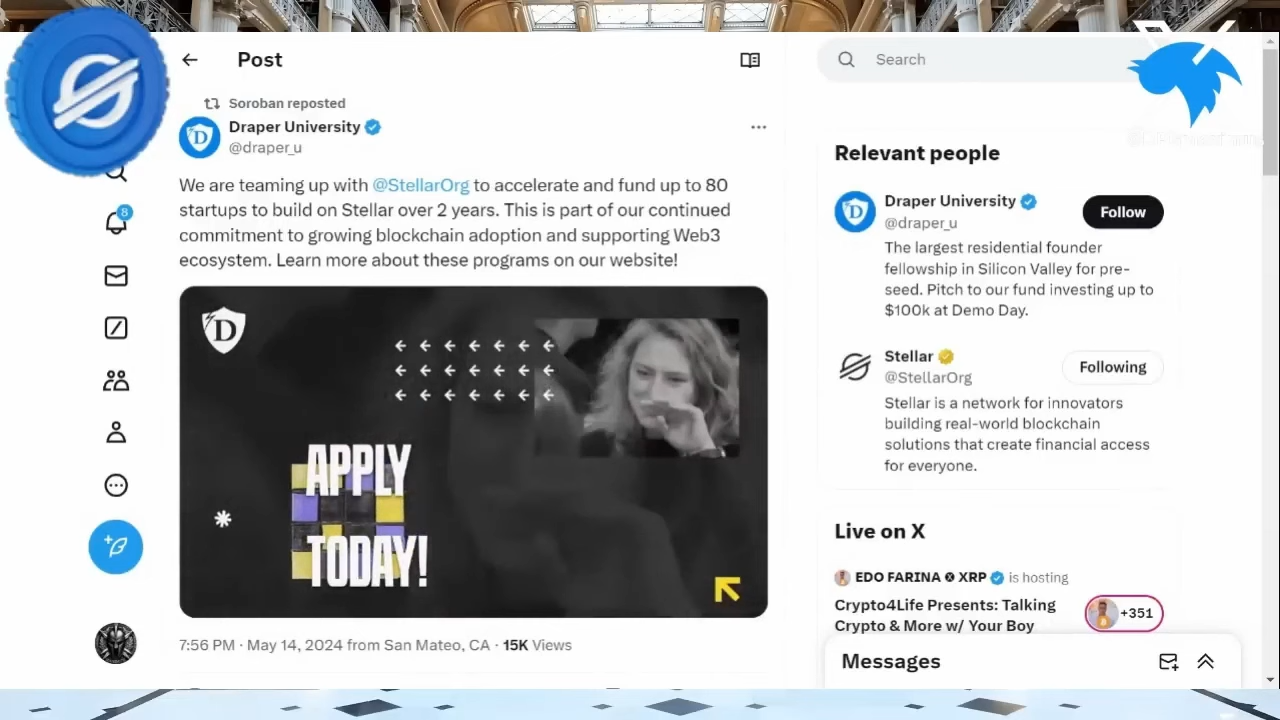 Post
Search
Soroban reposted
Draper University
@draper_u
We are teaming up with @StellarOrg to accelerate and fund up to 80
startups to build on Stellar over 2 years. This is part of our continued
commitment to growing blockchain adoption and supporting Web3
ecosystem. Learn more about these programs on our website!
D
APPLY
TODAY!
7:56 PM · May 14, 2024 from San Mateo, CA · 15K Views
8
Relevant people
Draper University
@draper_u
Follow
The largest residential founder
fellowship in Silicon Valley for pre-
seed. Pitch to our fund investing up to
$100k at Demo Day.
Stellar
@StellarOrg
Following
Stellar is a network for innovators
building real-world blockchain
solutions that create financial access
for everyone.
Live on X
EDO FARINA XRP is hosting
Crypto4Life Presents: Talking
Crypto & More w/ Your Boy
+351
Messages